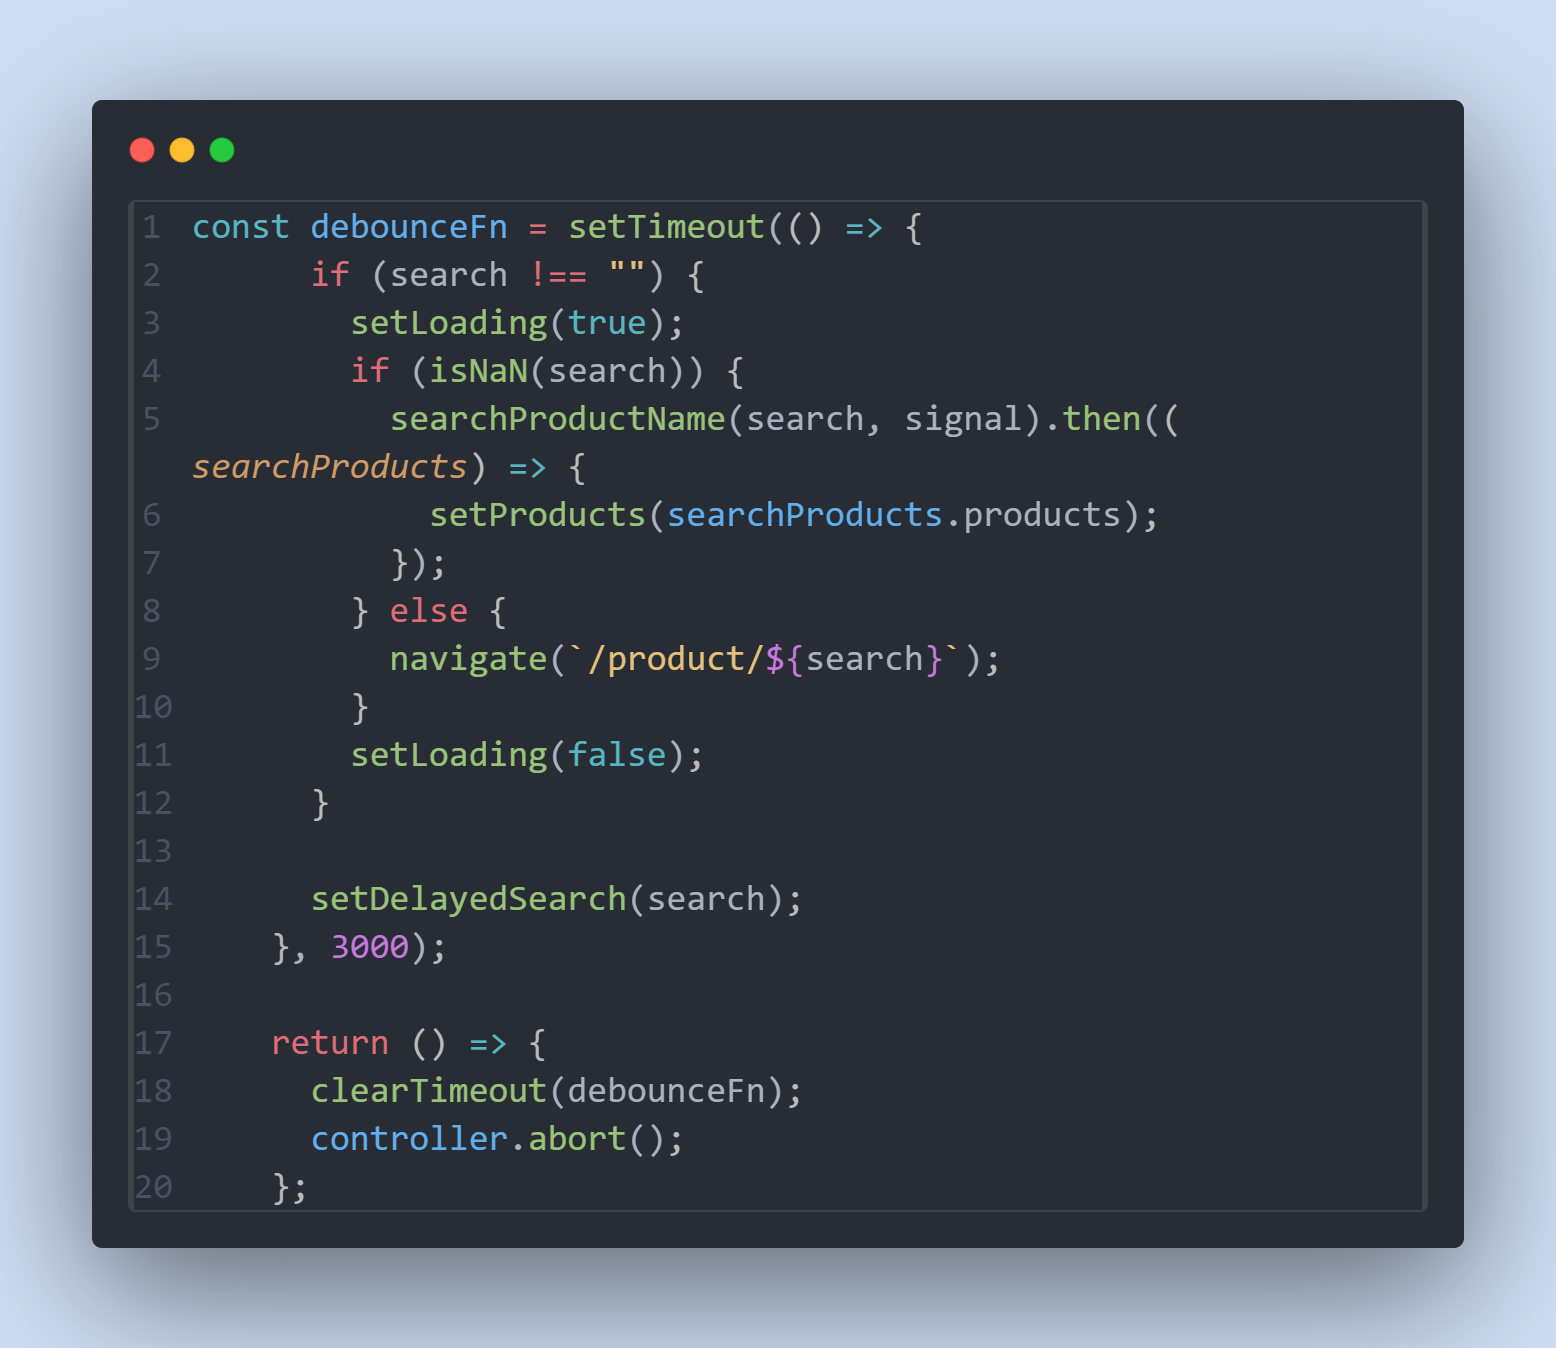 1 const debounceFn = setTimeout(() => {
2       if (search !== "") {
3         setLoading(true);
4         if (isNaN(search)) {
5           searchProductName(search, signal).then((
searchProducts) => {
6             setProducts(searchProducts.products);
7           });
8         } else {
9           navigate(`/product/${search}`);
10         }
11         setLoading(false);
12       }
13
14       setDelayedSearch(search);
15     }, 3000);
16
17     return () => {
18       clearTimeout(debounceFn);
19       controller.abort();
20     };